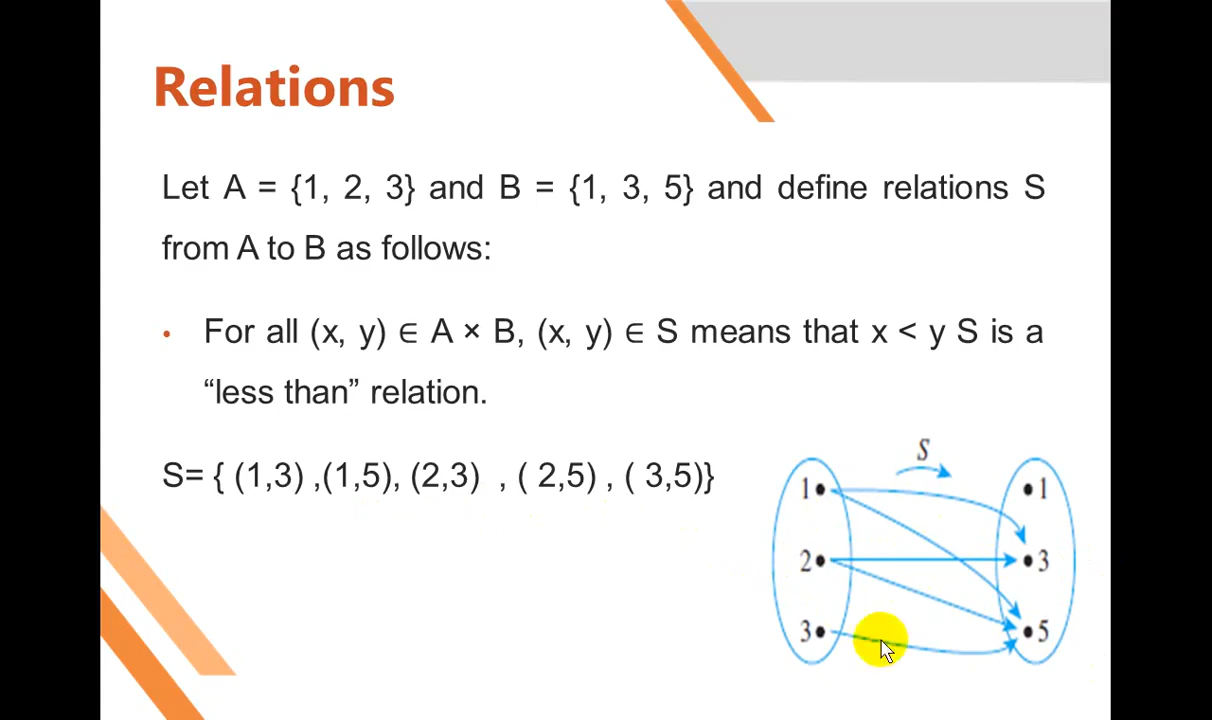 Relations
Let A = {1, 2, 3} and B = {1, 3, 5} and define relations S
from A to B as follows:
• For all (x, y) ∈ A × B, (x, y) ∈ S means that x < y S is a
“less than” relation.
S= { (1,3) ,(1,5), (2,3) , ( 2,5) , ( 3,5)}
S
1 1
2 3
3 5